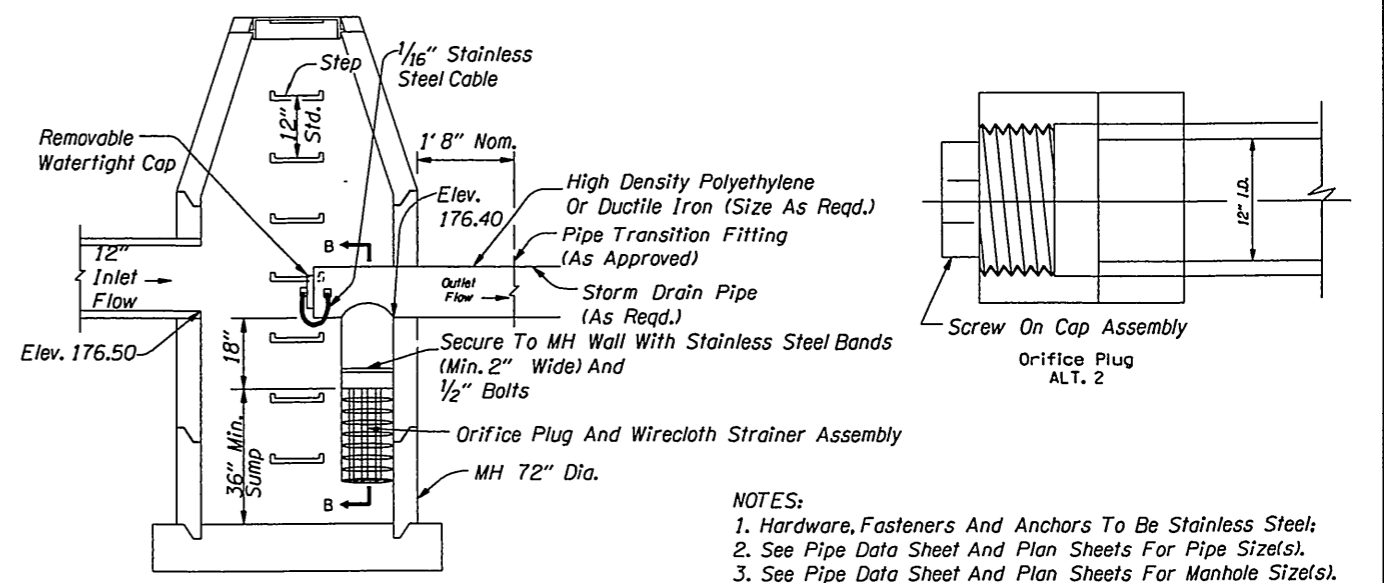 1/16" Stainless
Steel Cable
Step
12"
Std.
Removable
Watertight Cap
1' 8" Nom.
High Density Polyethylene
Or Ductile Iron (Size As Reqd.)
Elev.
176.40
Pipe Transition Fitting
(As Approved)
B
12"
Inlet
Flow
Outlet
Flow
Storm Drain Pipe
(As Reqd.)
Elev. 176.50
18"
Secure To MH Wall With Stainless Steel Bands
(Min. 2" Wide) And
1/2" Bolts
Orifice Plug And Wirecloth Strainer Assembly
36" Min.
Sump
MH 72" Dia.
B
12" I.D.
Screw On Cap Assembly
Orifice Plug
ALT. 2
NOTES:
1. Hardware, Fasteners And Anchors To Be Stainless Steel;
2. See Pipe Data Sheet And Plan Sheets For Pipe Size(s).
3. See Pipe Data Sheet And Plan Sheets For Manhole Size(s).